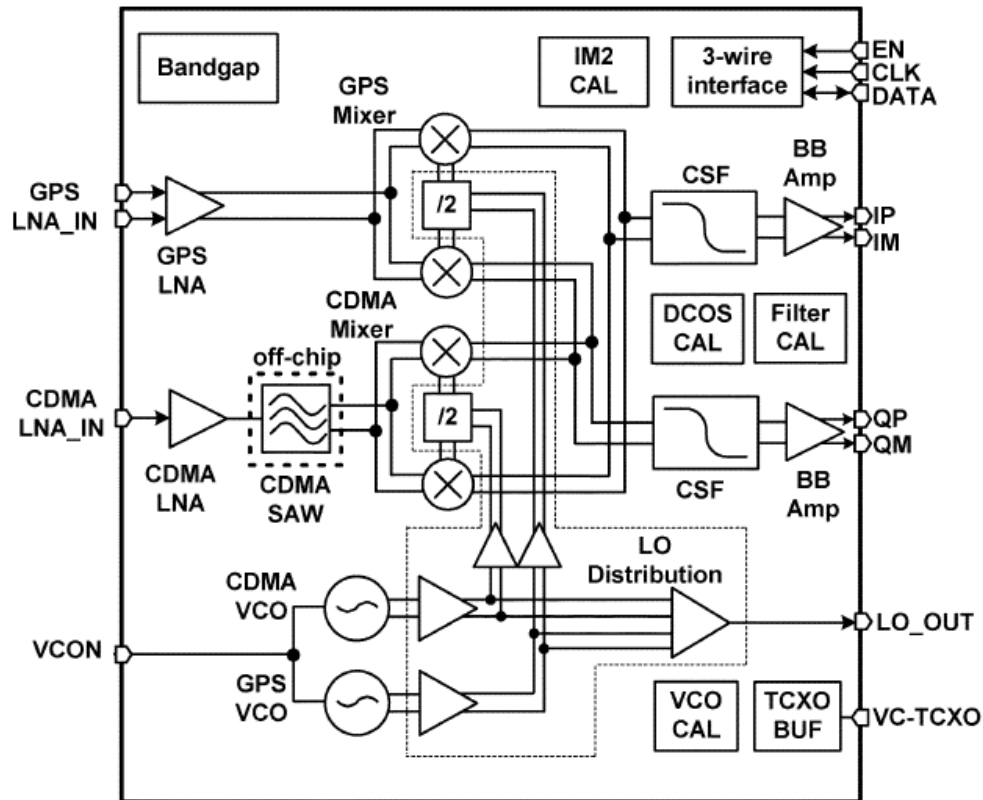 Bandgap
IM2
CAL
3-wire
interface
EN
CLK
DATA
GPS
Mixer
/2
GPS
LNA_IN
GPS
LNA
CSF
BB
Amp
IP
IM
CDMA
Mixer
DCOS
CAL
Filter
CAL
off-chip
/2
CDMA
LNA_IN
CDMA
LNA
CDMA
SAW
QP
QM
CSF
BB
Amp
LO
Distribution
CDMA
VCO
LO_OUT
VCON
GPS
VCO
VCO
CAL
TCXO
BUF
VC-TCXO